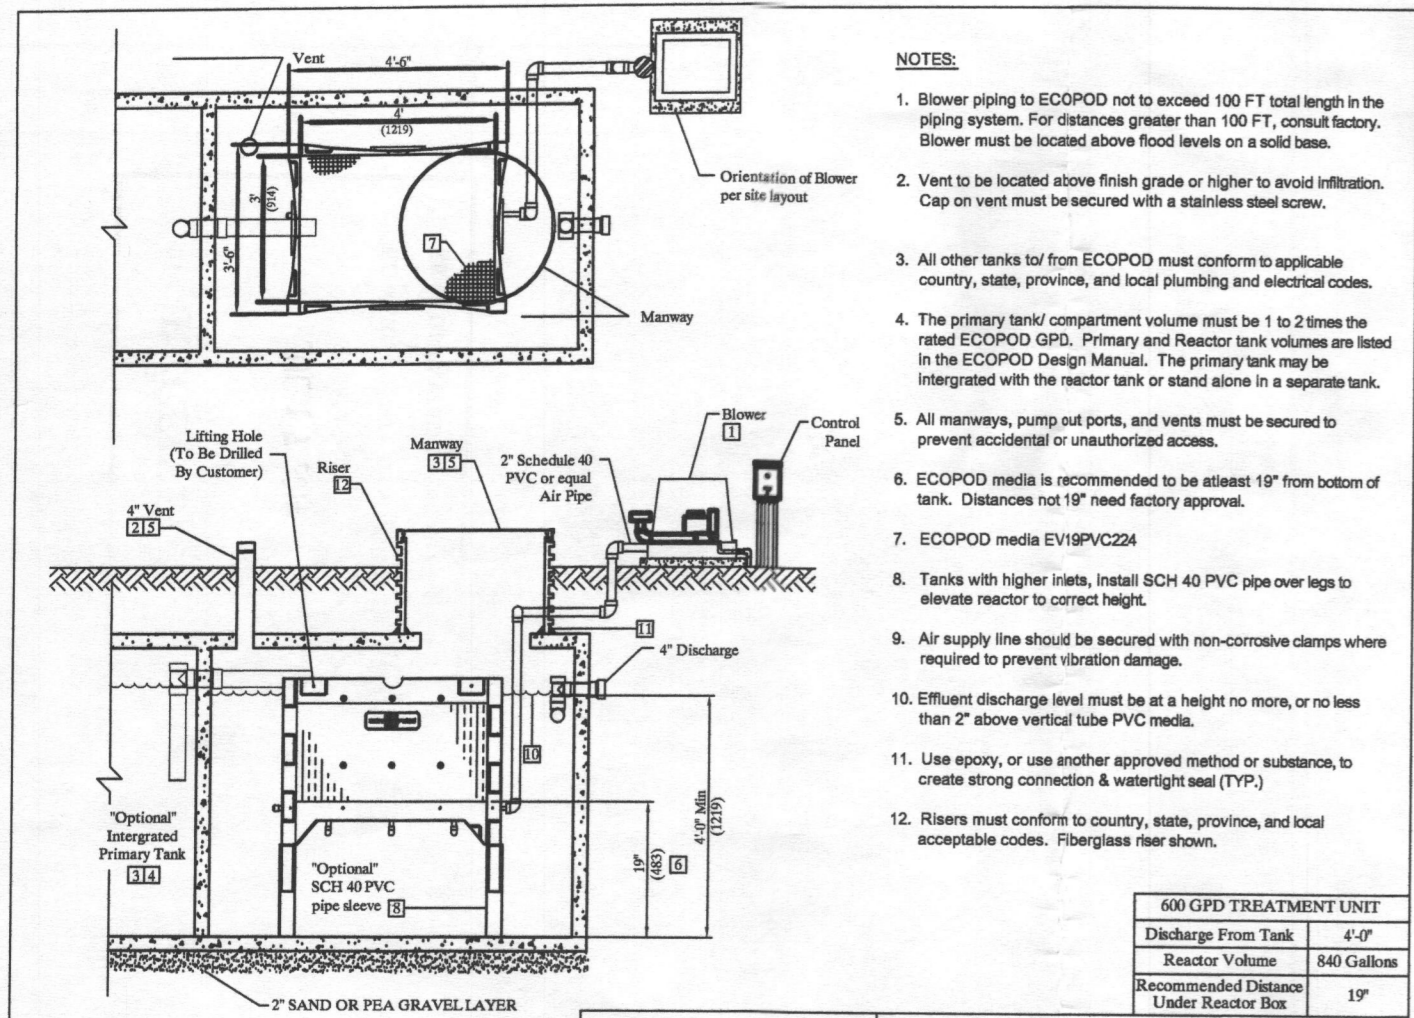 Vent
4'-6"
4'
(1219)
3'
(914)
3'-6"
7
Orientation of Blower
per site layout
Manway
Lifting Hole
(To Be Drilled
By Customer)
Riser
12
Manway
3 5
2" Schedule 40
PVC or equal
Air Pipe
Blower
1
Control
Panel
4" Vent
2 5
11
4" Discharge
10
"Optional"
Intergrated
Primary Tank
3 4
"Optional"
SCH 40 PVC
pipe sleeve 8
19"
(483)
6
4'-0" Min
(1219)
2" SAND OR PEA GRAVEL LAYER
NOTES:
1. Blower piping to ECOPOD not to exceed 100 FT total length in the
piping system. For distances greater than 100 FT, consult factory.
Blower must be located above flood levels on a solid base.
2. Vent to be located above finish grade or higher to avoid infiltration.
Cap on vent must be secured with a stainless steel screw.
3. All other tanks to/ from ECOPOD must conform to applicable
country, state, province, and local plumbing and electrical codes.
4. The primary tank/ compartment volume must be 1 to 2 times the
rated ECOPOD GPD. Primary and Reactor tank volumes are listed
in the ECOPOD Design Manual. The primary tank may be
intergrated with the reactor tank or stand alone in a separate tank.
5. All manways, pump out ports, and vents must be secured to
prevent accidental or unauthorized access.
6. ECOPOD media is recommended to be atleast 19" from bottom of
tank. Distances not 19" need factory approval.
7. ECOPOD media EV19PVC224
8. Tanks with higher inlets, install SCH 40 PVC pipe over legs to
elevate reactor to correct height.
9. Air supply line should be secured with non-corrosive clamps where
required to prevent vibration damage.
10. Effluent discharge level must be at a height no more, or no less
than 2" above vertical tube PVC media.
11. Use epoxy, or use another approved method or substance, to
create strong connection & watertight seal (TYP.)
12. Risers must conform to country, state, province, and local
acceptable codes. Fiberglass riser shown.
600 GPD TREATMENT UNIT
Discharge From Tank 4'-0"
Reactor Volume 840 Gallons
Recommended Distance
Under Reactor Box 19"